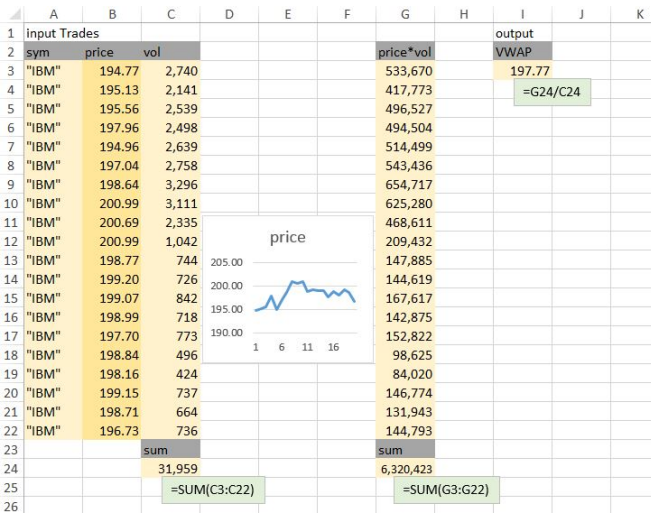 A B C D E F G H I J K
1 input Trades output
2 sym price vol price*vol VWAP
3 "IBM" 194.77 2,740 533,670 197.77
4 "IBM" 195.13 2,141 417,773 =G24/C24
5 "IBM" 195.56 2,539 496,527
6 "IBM" 197.96 2,498 494,504
7 "IBM" 194.96 2,639 514,499
8 "IBM" 197.04 2,758 543,436
9 "IBM" 198.64 3,296 654,717
10 "IBM" 200.99 3,111 625,280
11 "IBM" 200.69 2,335 468,611
12 "IBM" 200.99 1,042 price 209,432
13 "IBM" 198.77 744 205.00 147,885
14 "IBM" 199.20 726 200.00 144,619
15 "IBM" 199.07 842 195.00 167,617
16 "IBM" 198.99 718 190.00 142,875
17 "IBM" 197.70 773 1 6 11 16 152,822
18 "IBM" 198.84 496 98,625
19 "IBM" 198.16 424 84,020
20 "IBM" 199.15 737 146,774
21 "IBM" 198.71 664 131,943
22 "IBM" 196.73 736 144,793
23 sum sum
24 31,959 6,320,423
25 =SUM(C3:C22) =SUM(G3:G22)
26